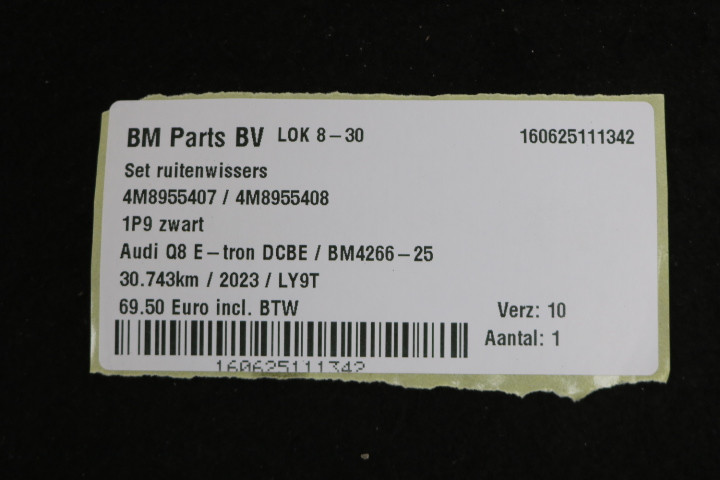 BM Parts BV LOK 8-30 160625111342
Set ruitenwissers
4M8955407 / 4M8955408
1P9 zwart
Audi Q8 E-tron DCBE / BM4266-25
30.743km / 2023 / LY9T
69.50 Euro incl. BTW
Verz: 10
Aantal: 1
160625111342